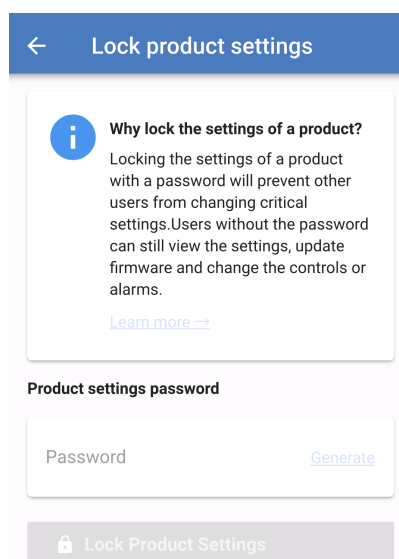 Lock product settings
Why lock the settings of a product?
Locking the settings of a product
with a password will prevent other
users from changing critical
settings.Users without the password
can still view the settings, update
firmware and change the controls or
alarms.
Learn more →
Product settings password
Password Generate
Lock Product Settings